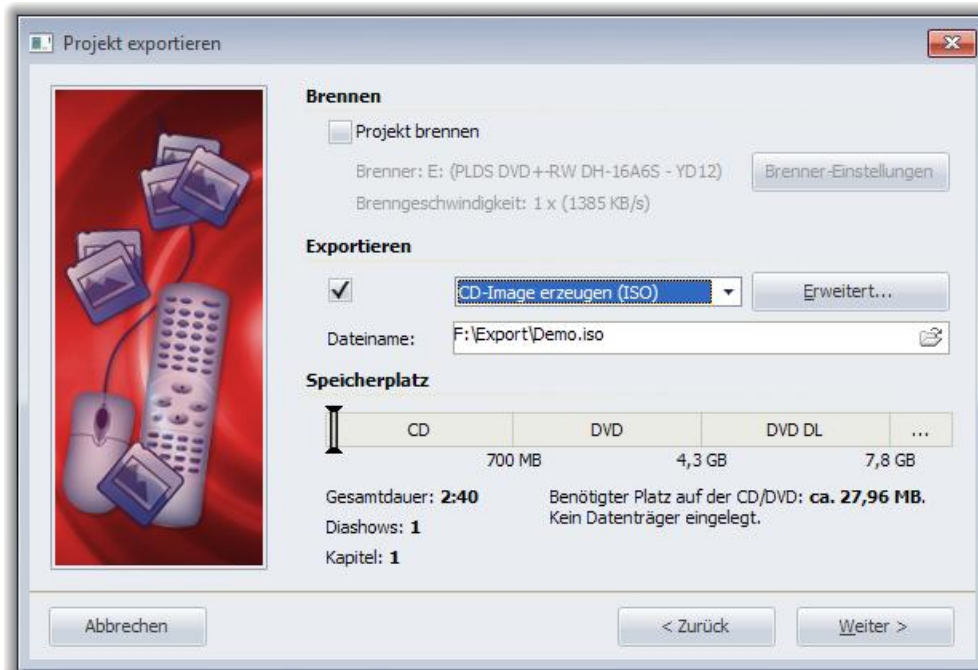 Projekt exportieren
Brennen
Projekt brennen
Brenner: E: (PLDS DVD+-RW DH-16A6S - YD12)
Brenner-Einstellungen
Brenngeschwindigkeit: 1 x (1385 KB/s)
Exportieren
CD-Image erzeugen (ISO)
Erweitert...
Dateiname:
F:\Export\Demo.iso
Speicherplatz
CD DVD DVD DL ...
700 MB 4,3 GB 7,8 GB
Gesamtdauer: 2:40
Benötigter Platz auf der CD/DVD: ca. 27,96 MB.
Kein Datenträger eingelegt.
Diashows: 1
Kapitel: 1
Abbrechen
< Zurück
Weiter >